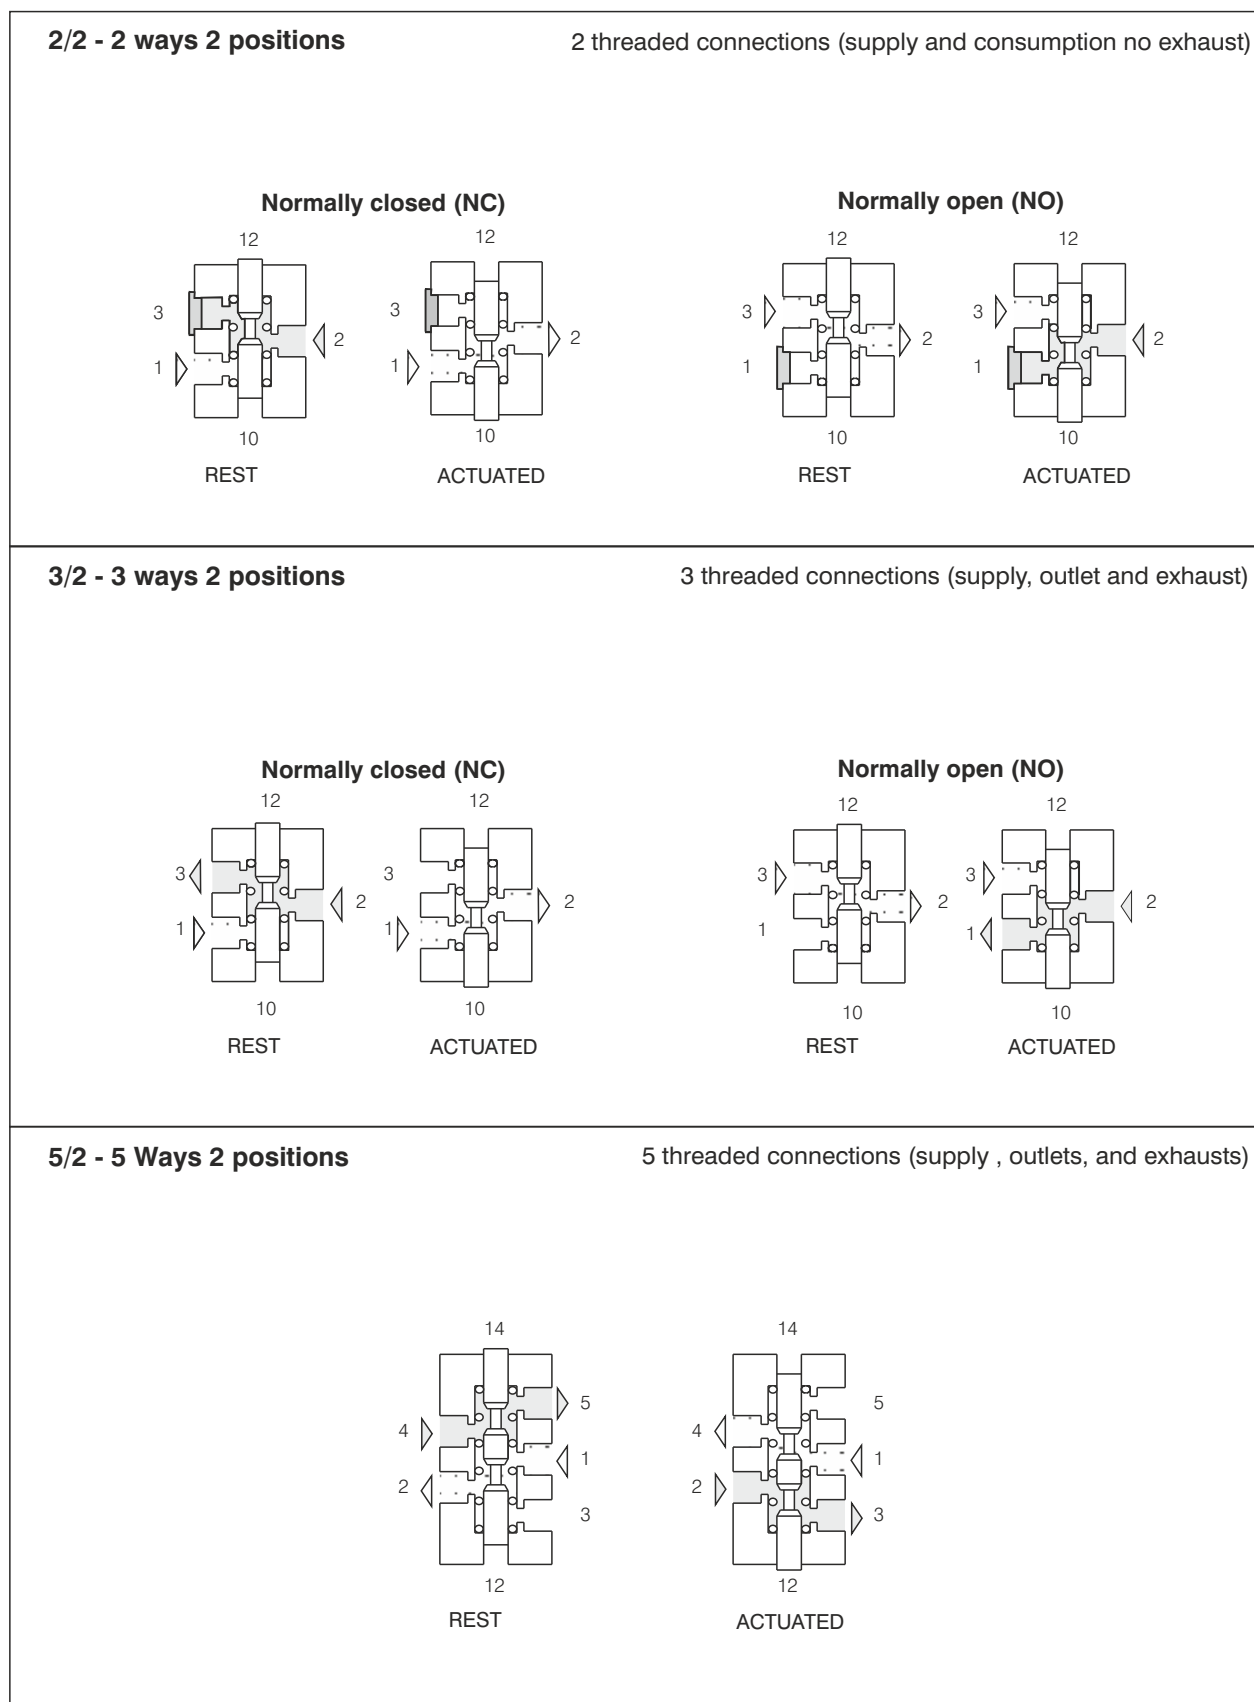 2/2 - 2 ways 2 positions
2 threaded connections (supply and consumption no exhaust)
Normally closed (NC)
Normally open (NO)
12
12
12
12
3
2
1
3
2
1
3
2
1
3
2
1
10
10
10
10
REST
ACTUATED
REST
ACTUATED
3/2 - 3 ways 2 positions
3 threaded connections (supply, outlet and exhaust)
Normally closed (NC)
Normally open (NO)
12
12
12
12
3
2
1
3
2
1
3
2
1
3
2
1
10
10
10
10
REST
ACTUATED
REST
ACTUATED
5/2 - 5 Ways 2 positions
5 threaded connections (supply , outlets, and exhausts)
14
14
5
4
1
2
3
5
4
1
2
3
12
12
REST
ACTUATED